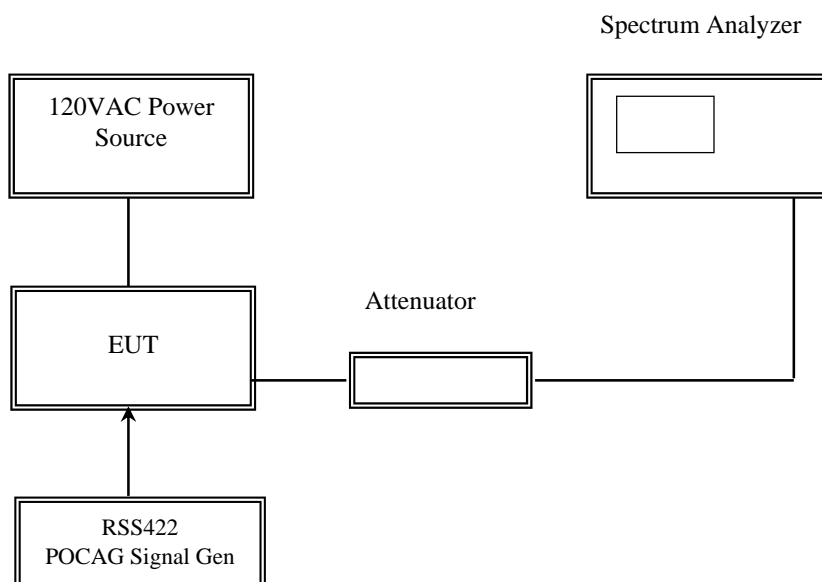 Spectrum Analyzer
120VAC Power
Source
Attenuator
EUT
RSS422
POCAG Signal Gen